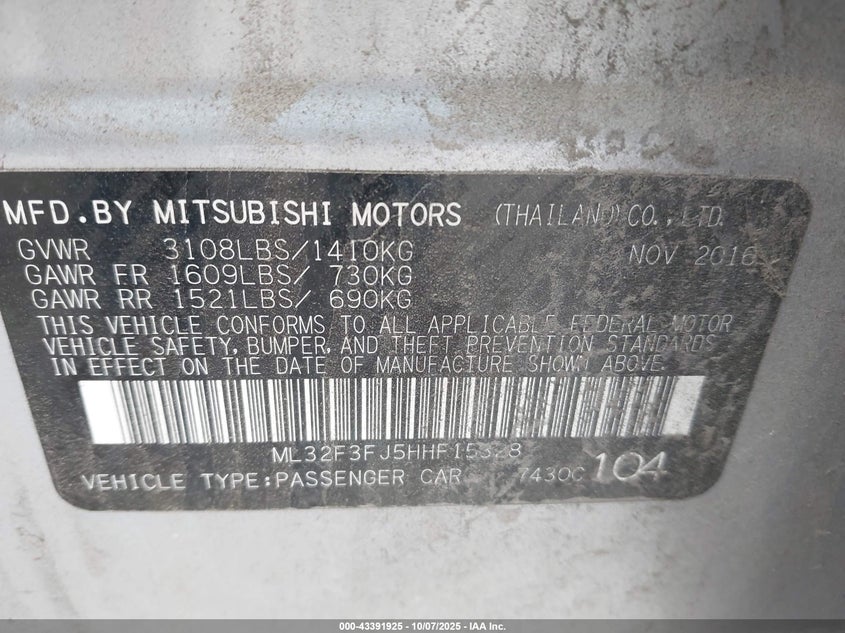 MFD.BY MITSUBISHI MOTORS (THAILAND) CO.,LTD.
GVWR 3108LBS/1410KG NOV 2016
GAWR FR 1609LBS/ 730KG
GAWR RR 1521LBS/ 690KG
THIS VEHICLE CONFORMS TO ALL APPLICABLE FEDERAL MOTOR
VEHICLE SAFETY, BUMPER, AND THEFT PREVENTION STANDARDS
IN EFFECT ON THE DATE OF MANUFACTURE SHOWN ABOVE.
ML32F3FJ5HHF15328
VEHICLE TYPE:PASSENGER CAR 7430C 104
000-43391925 - 10/07/2025 - IAA Inc.